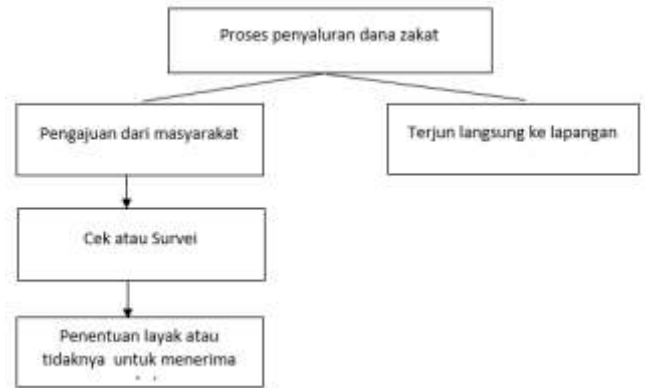 Proses penyaluran dana zakat
Pengajuan dari masyarakat
Terjun langsung ke lapangan
Cek atau Survei
Penentuan layak atau
tidaknya untuk menerima